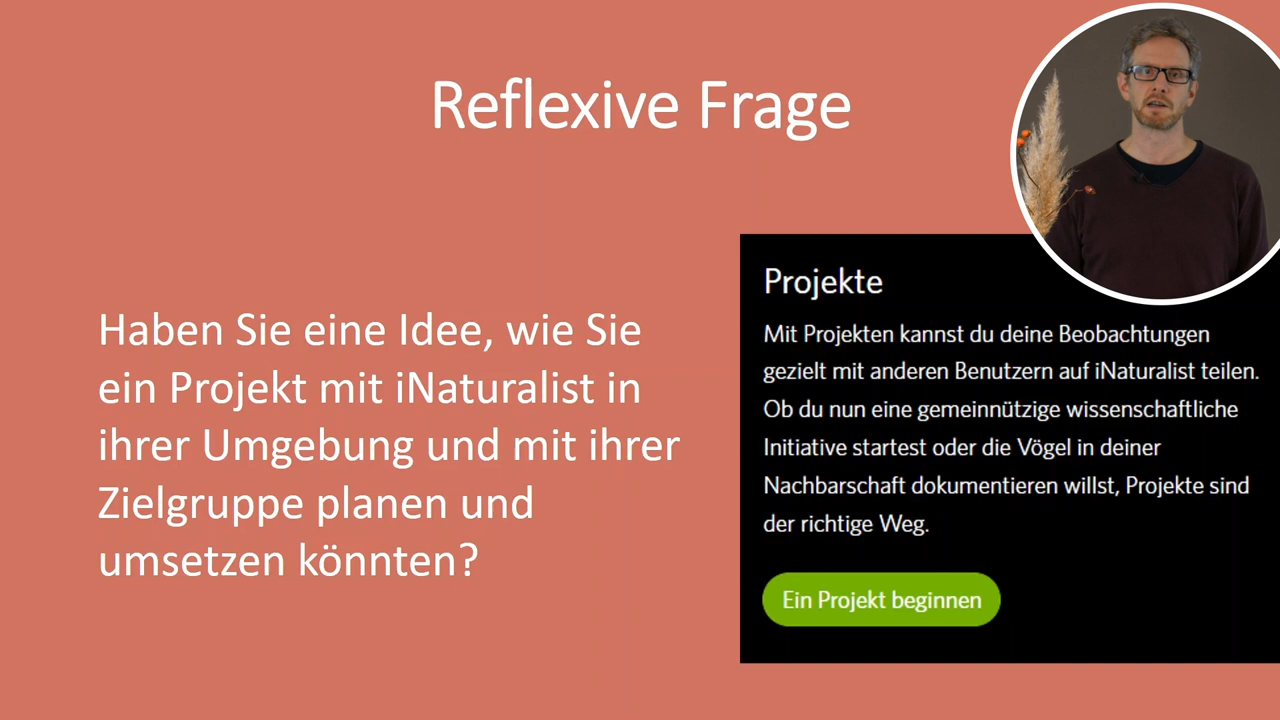 Reflexive Frage
Haben Sie eine Idee, wie Sie
ein Projekt mit iNaturalist in
ihrer Umgebung und mit ihrer
Zielgruppe planen und
umsetzen könnten?
Projekte
Mit Projekten kannst du deine Beobachtungen
gezielt mit anderen Benutzern auf iNaturalist teilen.
Ob du nun eine gemeinnützige wissenschaftliche
Initiative startest oder die Vögel in deiner
Nachbarschaft dokumentieren willst, Projekte sind
der richtige Weg.
Ein Projekt beginnen